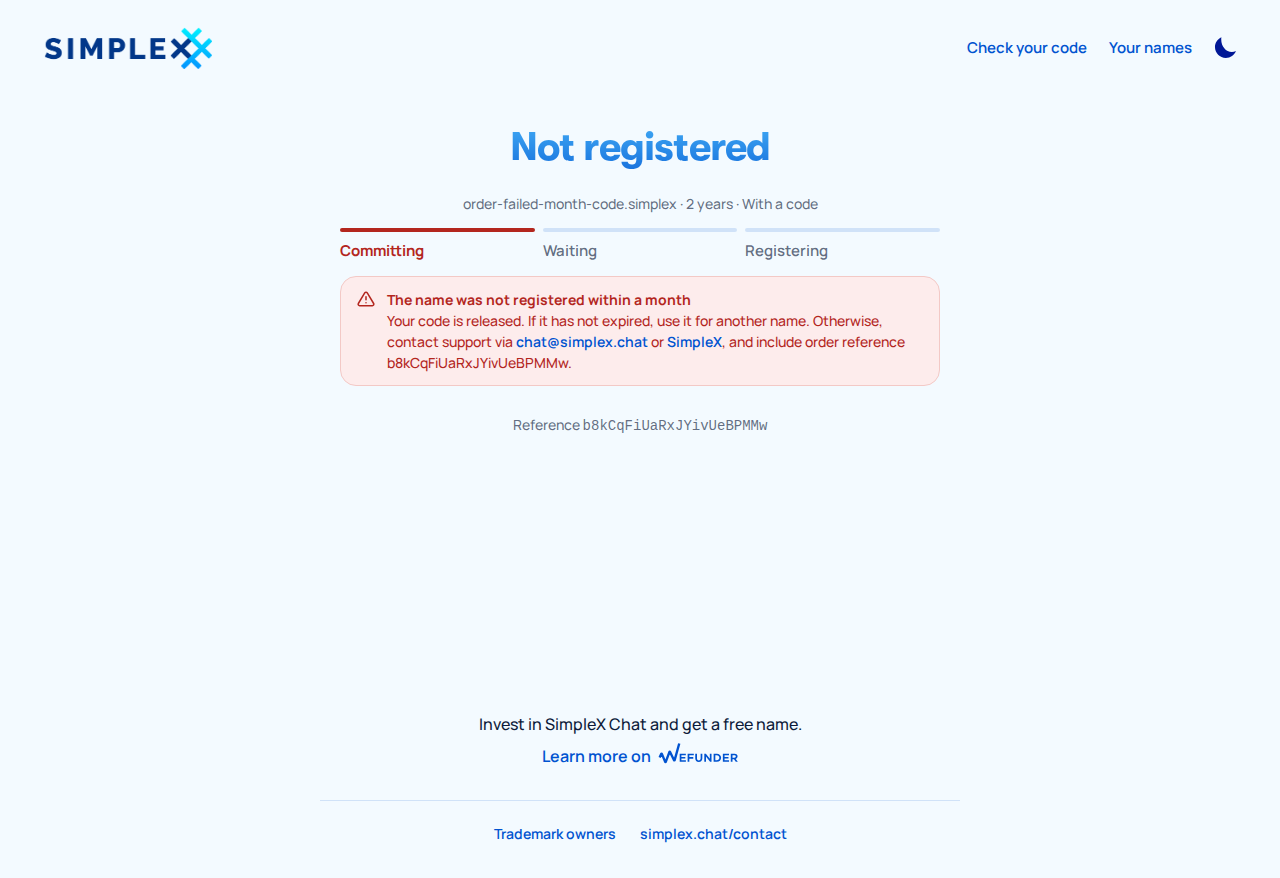 SIMPLEX
Check your code
Your names
Not registered
order-failed-month-code.simplex · 2 years · With a code
Committing
Waiting
Registering
The name was not registered within a month
Your code is released. If it has not expired, use it for another name. Otherwise,
contact support via chat@simplex.chat or SimpleX, and include order reference
b8kCqFiUaRxJYivUeBPMMw.
Reference b8kCqFiUaRxJYivUeBPMMw
Invest in SimpleX Chat and get a free name.
Learn more on WEFUNDER
Trademark owners
simplex.chat/contact